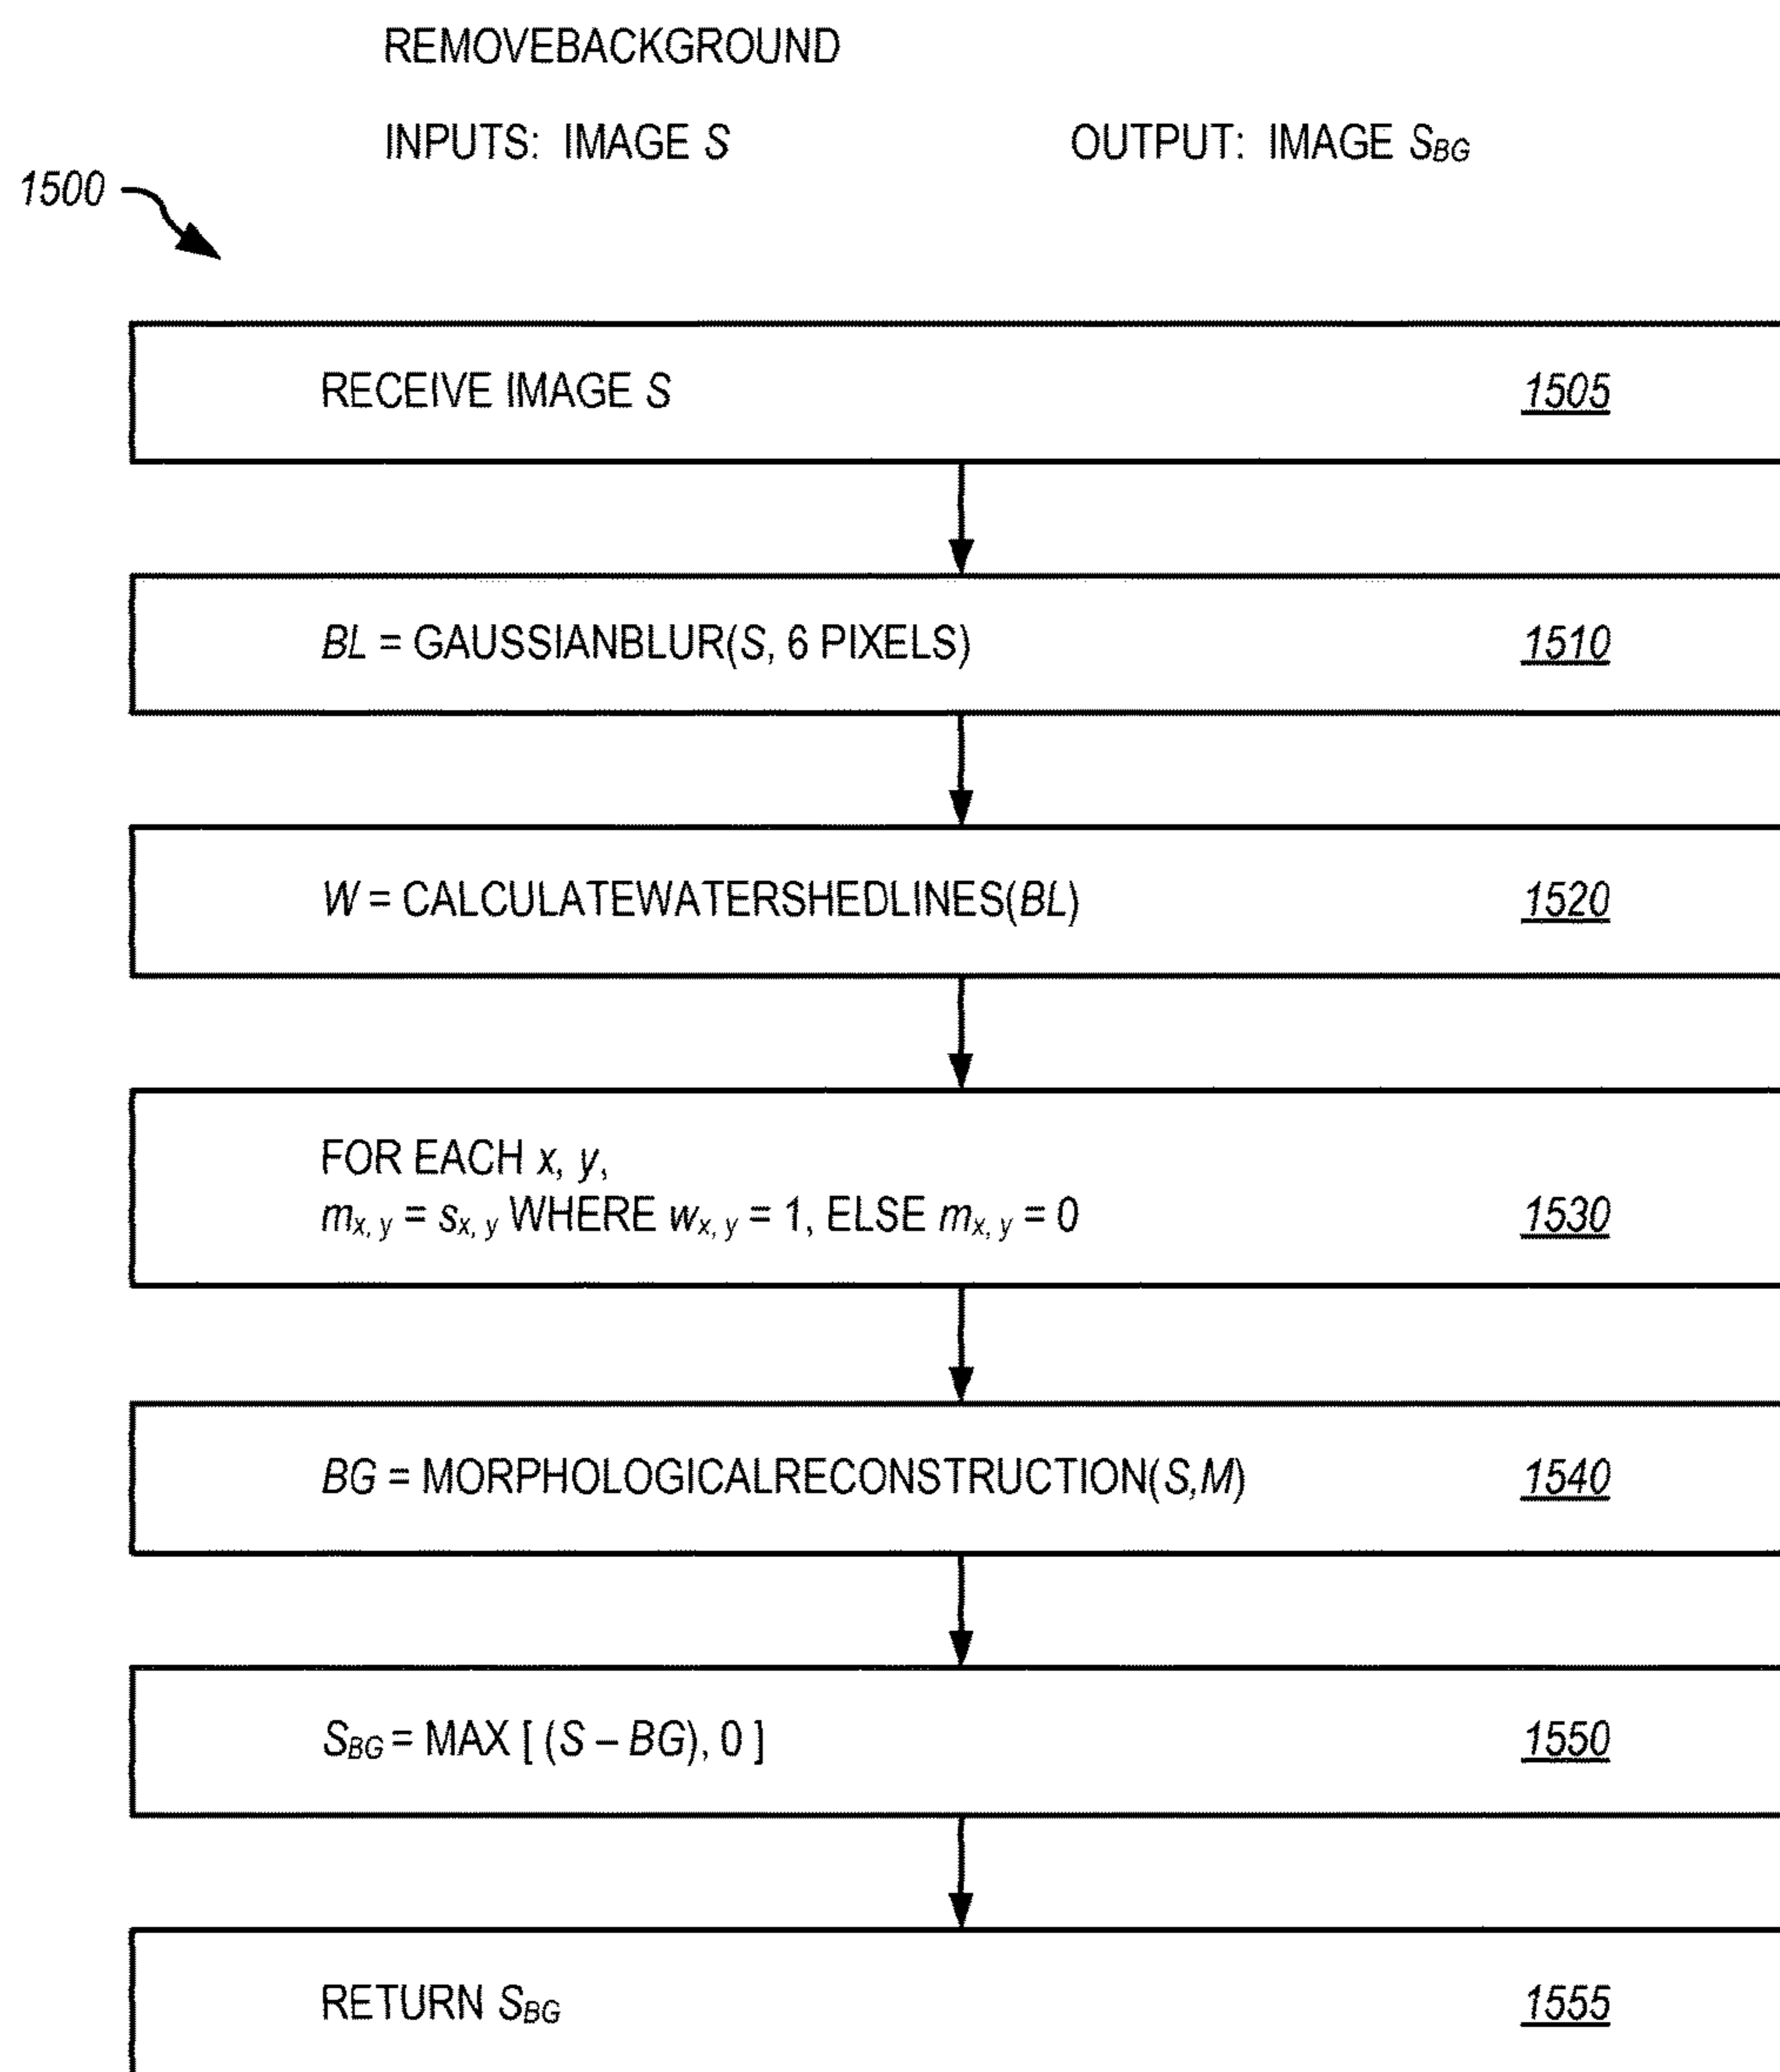 REMOVEBACKGROUND
INPUTS: IMAGE S OUTPUT: IMAGE SBG
1500
RECEIVE IMAGE S 1505
BL = GAUSSIANBLUR(S, 6 PIXELS) 1510
W = CALCULATEWATERSHEDLINES(BL) 1520
FOR EACH x, y,
mx, y = sx, y WHERE wx, y = 1, ELSE mx, y = 0 1530
BG = MORPHOLOGICALRECONSTRUCTION(S,M) 1540
SBG = MAX [ (S – BG), 0 ] 1550
RETURN SBG 1555